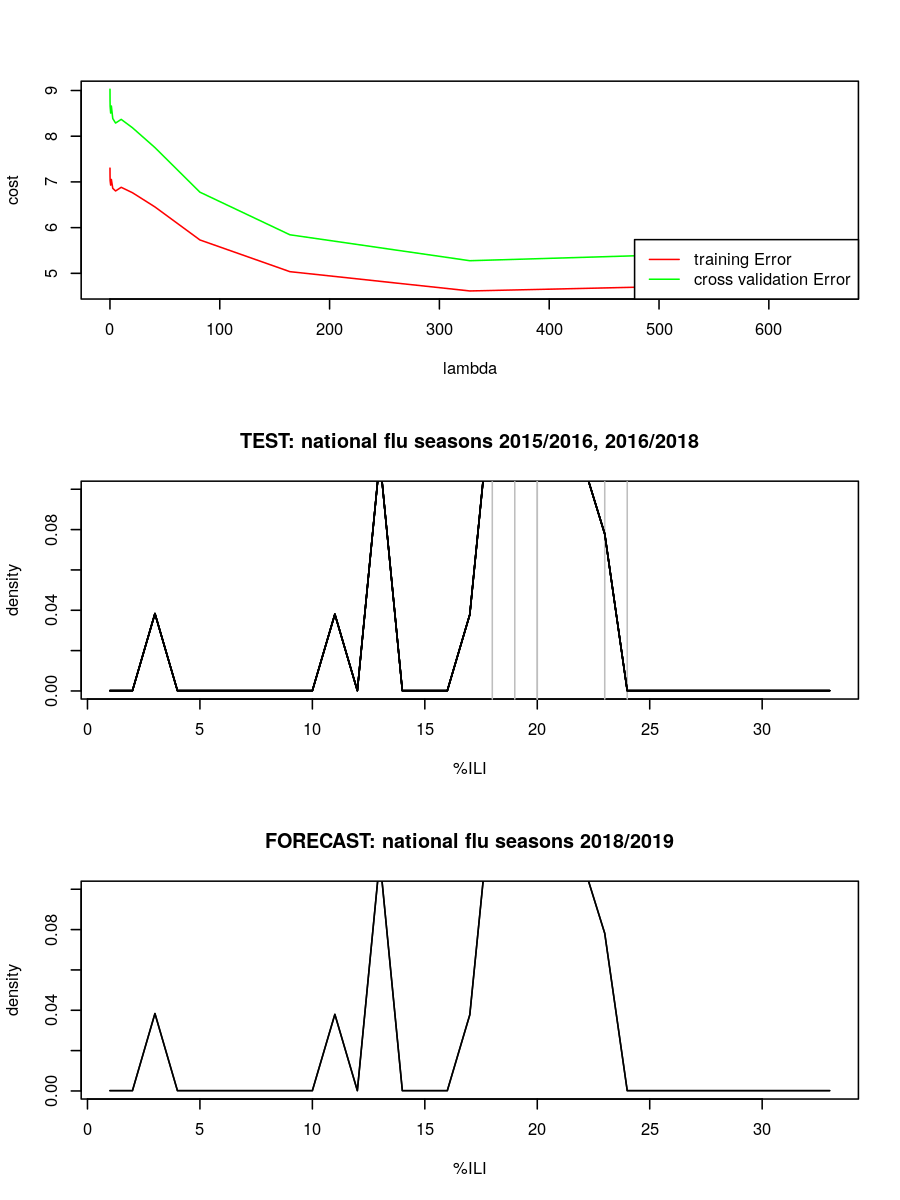 9
8
7
6
5
cost
training Error
cross validation Error
0 100 200 300 400 500 600
lambda
TEST: national flu seasons 2015/2016, 2016/2018
0.08
0.04
0.00
density
0 5 10 15 20 25 30
%ILI
FORECAST: national flu seasons 2018/2019
0.08
0.04
0.00
density
0 5 10 15 20 25 30
%ILI